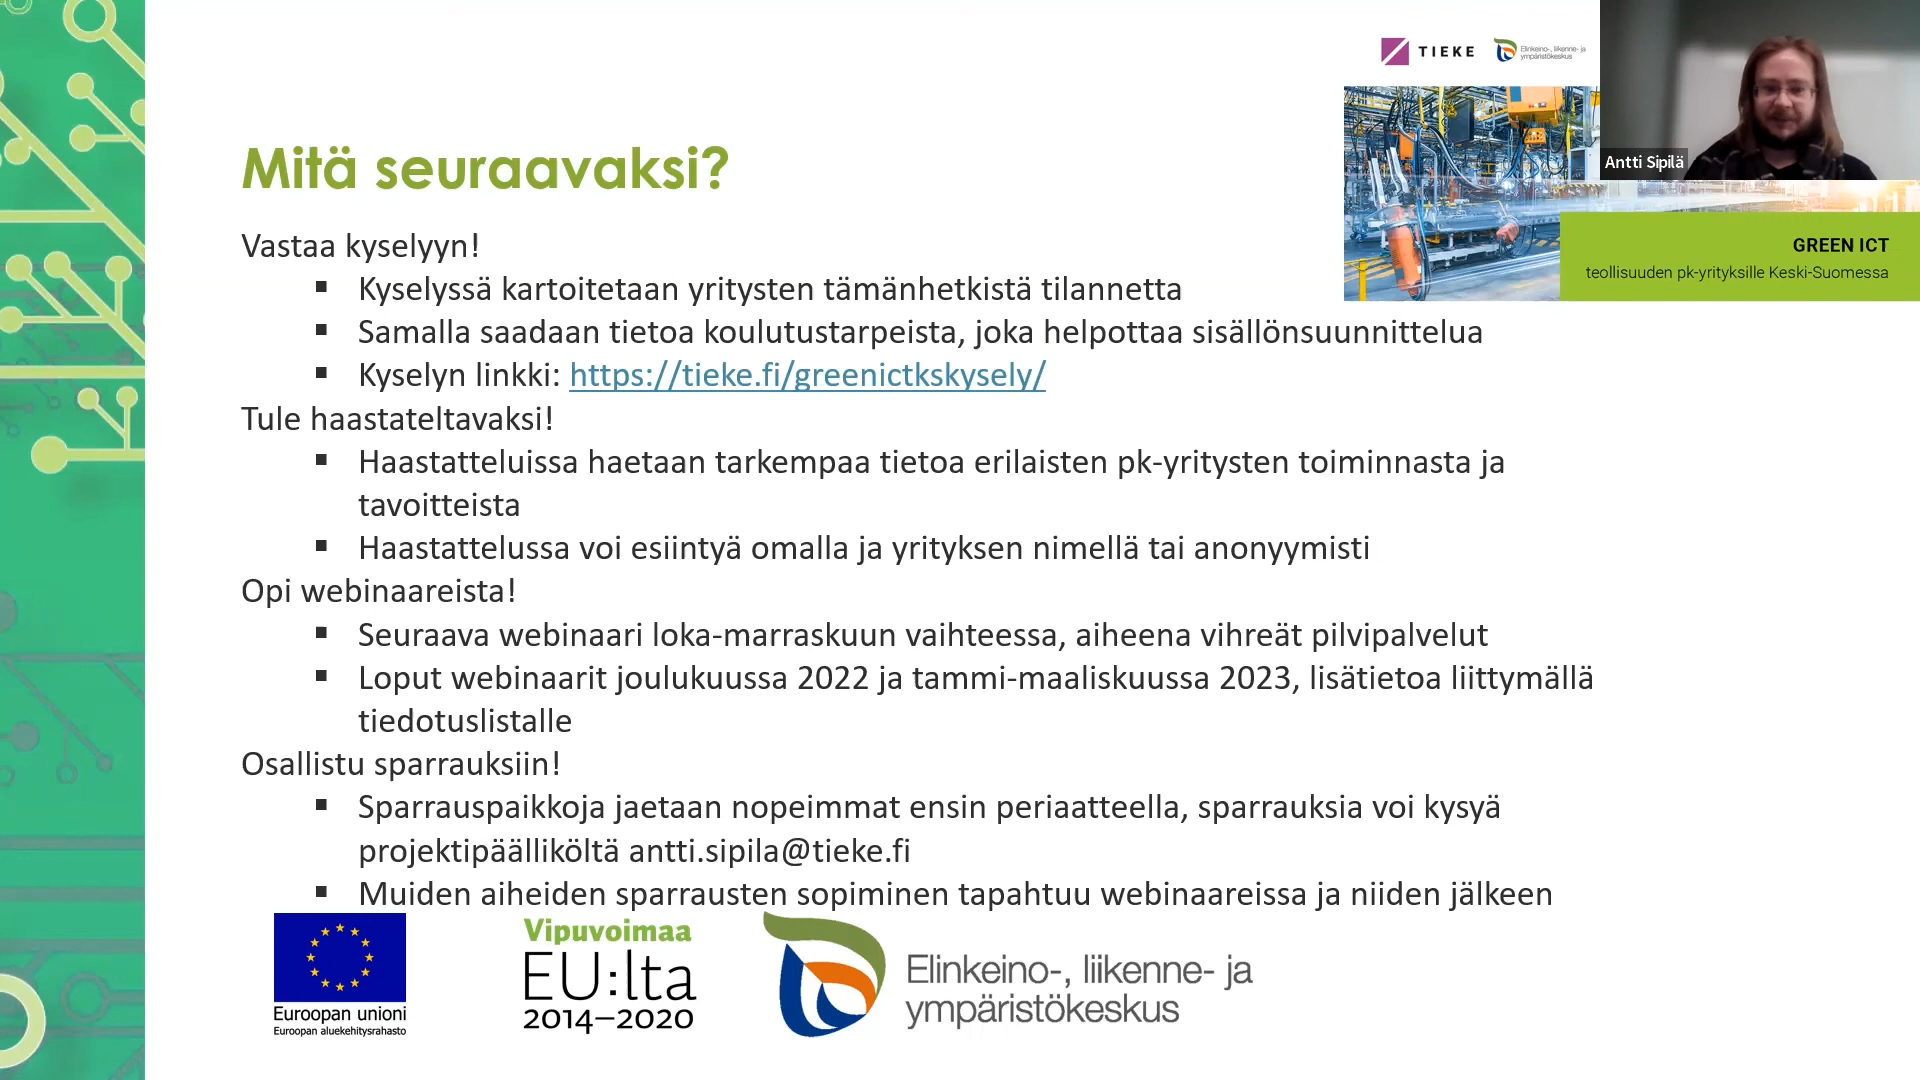 TIEKE
Elinkeino-, liikenne- ja
ympäristökeskus
Antti Sipilä
GREEN ICT
teollisuuden pk-yrityksille Keski-Suomessa
Mitä seuraavaksi?
Vastaa kyselyyn!
▪ Kyselyssä kartoitetaan yritysten tämänhetkistä tilannetta
▪ Samalla saadaan tietoa koulutustarpeista, joka helpottaa sisällönsuunnittelua
▪ Kyselyn linkki: https://tieke.fi/greenictkskysely/
Tule haastateltavaksi!
▪ Haastatteluissa haetaan tarkempaa tietoa erilaisten pk-yritysten toiminnasta ja
tavoitteista
▪ Haastattelussa voi esiintyä omalla ja yrityksen nimellä tai anonyymisti
Opi webinaareista!
▪ Seuraava webinaari loka-marraskuun vaihteessa, aiheena vihreät pilvipalvelut
▪ Loput webinaarit joulukuussa 2022 ja tammi-maaliskuussa 2023, lisätietoa liittymällä
tiedotuslistalle
Osallistu sparrauksiin!
▪ Sparrauspaikkoja jaetaan nopeimmat ensin periaatteella, sparrauksia voi kysyä
projektipäälliköltä antti.sipila@tieke.fi
▪ Muiden aiheiden sparrausten sopiminen tapahtuu webinaareissa ja niiden jälkeen
Euroopan unioni
Euroopan aluekehitysrahasto
Vipuvoimaa
EU:lta
2014–2020
Elinkeino-, liikenne- ja
ympäristökeskus